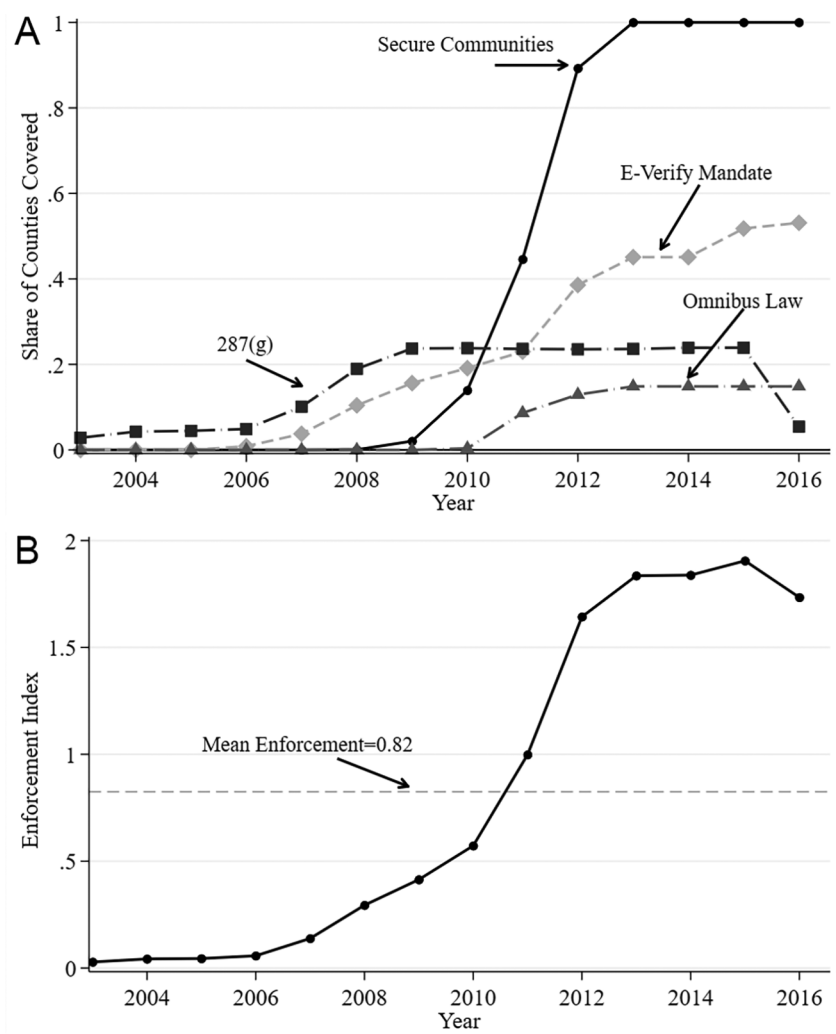 A
1
.8
.6
.4
.2
0
Share of Counties Covered
Secure Communities
E-Verify Mandate
Omnibus Law
287(g)
2004 2006 2008 2010 2012 2014 2016
Year
B
2
1.5
1
.5
0
Enforcement Index
Mean Enforcement=0.82
2004 2006 2008 2010 2012 2014 2016
Year